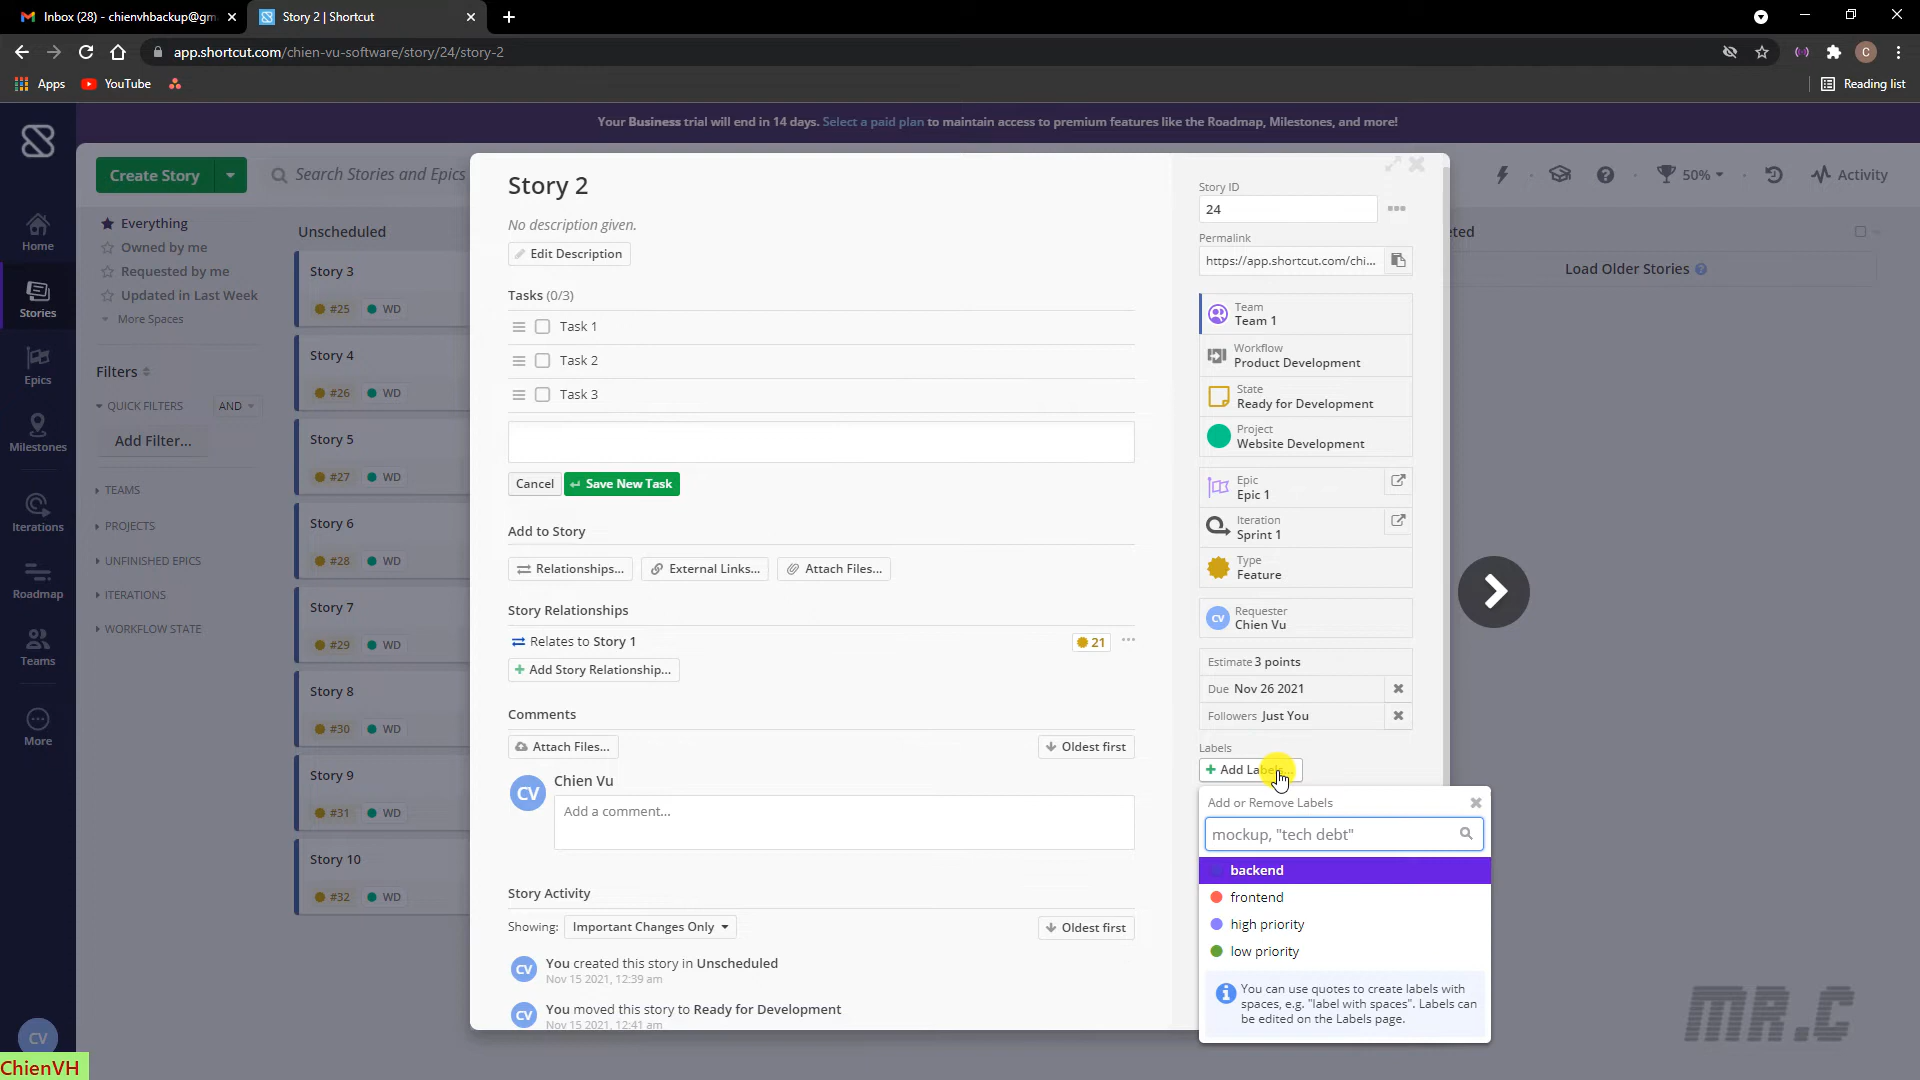 Inbox (28) - chienvhbackup@gm
Story 2 | Shortcut
app.shortcut.com/chien-vu-software/story/24/story-2
C
Apps
YouTube
Reading list
Your Business trial will end in 14 days. Select a paid plan to maintain access to premium features like the Roadmap, Milestones, and more!
Create Story
Search Stories and Epics
50%
Activity
Home
Stories
Epics
Milestones
Iterations
Roadmap
Teams
More
CV
ChienVH
Everything
Owned by me
Requested by me
Updated in Last Week
More Spaces
Filters
QUICK FILTERS
AND
Add Filter...
TEAMS
PROJECTS
UNFINISHED EPICS
ITERATIONS
WORKFLOW STATE
Unscheduled
Story 3
#25 WD
Story 4
#26 WD
Story 5
#27 WD
Story 6
#28 WD
Story 7
#29 WD
Story 8
#30 WD
Story 9
#31 WD
Story 10
#32 WD
Story 2
No description given.
Edit Description
Tasks (0/3)
Task 1
Task 2
Task 3
Cancel
Save New Task
Add to Story
Relationships...
External Links...
Attach Files...
Story Relationships
Relates to Story 1
21
+ Add Story Relationship...
Comments
Attach Files...
Oldest first
CV
Chien Vu
Add a comment...
Story Activity
Showing: Important Changes Only
Oldest first
CV
You created this story in Unscheduled
Nov 15 2021, 12:39 am
CV
You moved this story to Ready for Development
Nov 15 2021, 12:41 am
Story ID
24
Permalink
https://app.shortcut.com/chi...
Team
Team 1
Workflow
Product Development
State
Ready for Development
Project
Website Development
Epic
Epic 1
Iteration
Sprint 1
Type
Feature
CV
Requester
Chien Vu
Estimate 3 points
Due Nov 26 2021
Followers Just You
Labels
+ Add Labels...
Add or Remove Labels
mockup, "tech debt"
backend
frontend
high priority
low priority
You can use quotes to create labels with
spaces, e.g. "label with spaces". Labels can
be edited on the Labels page.
eted
Load Older Stories
MR.C